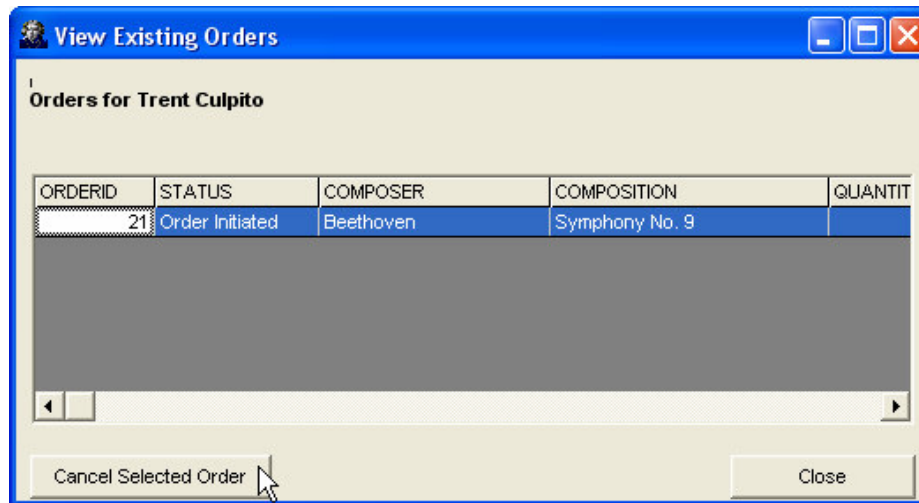 View Existing Orders
Orders for Trent Culpito
ORDERID STATUS COMPOSER COMPOSITION QUANTIT
21 Order Initiated Beethoven Symphony No. 9
Cancel Selected Order Close